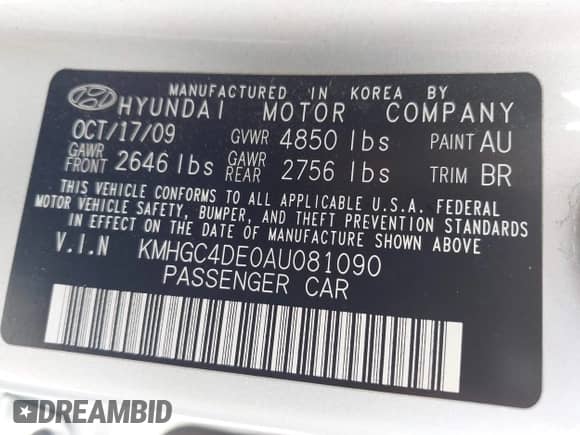 MANUFACTURED IN KOREA BY
HYUNDAI MOTOR COMPANY
OCT/17/09 GVWR 4850 lbs PAINT AU
GAWR FRONT 2646 lbs GAWR REAR 2756 lbs TRIM BR
THIS VEHICLE CONFORMS TO ALL APPLICABLE U.S.A. FEDERAL
MOTOR VEHICLE SAFETY, BUMPER, AND THEFT PREVENTION STANDARDS
IN EFFECT ON THE DATE OF MANUFACTURE SHOWN ABOVE
V.I.N KMHGC4DE0AU081090
PASSENGER CAR
DREAMBID